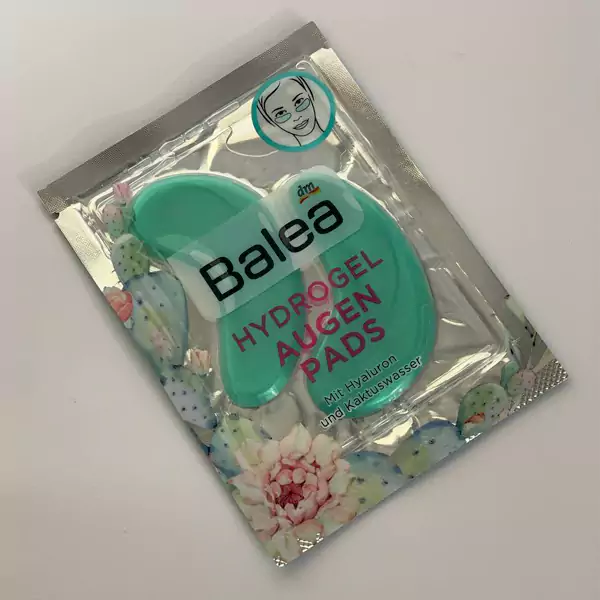 dm
Balea
HYDROGEL
AUGEN
PADS
Mit Hyaluron
und Kaktuswasser